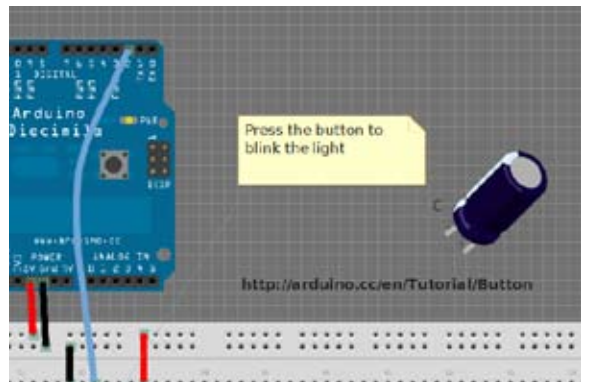 DIGITAL
Arduino
Diecimila
PWR
ICSP
POWER
ANALOG IN
Press the button to
blink the light
C
http://arduino.cc/en/Tutorial/Button